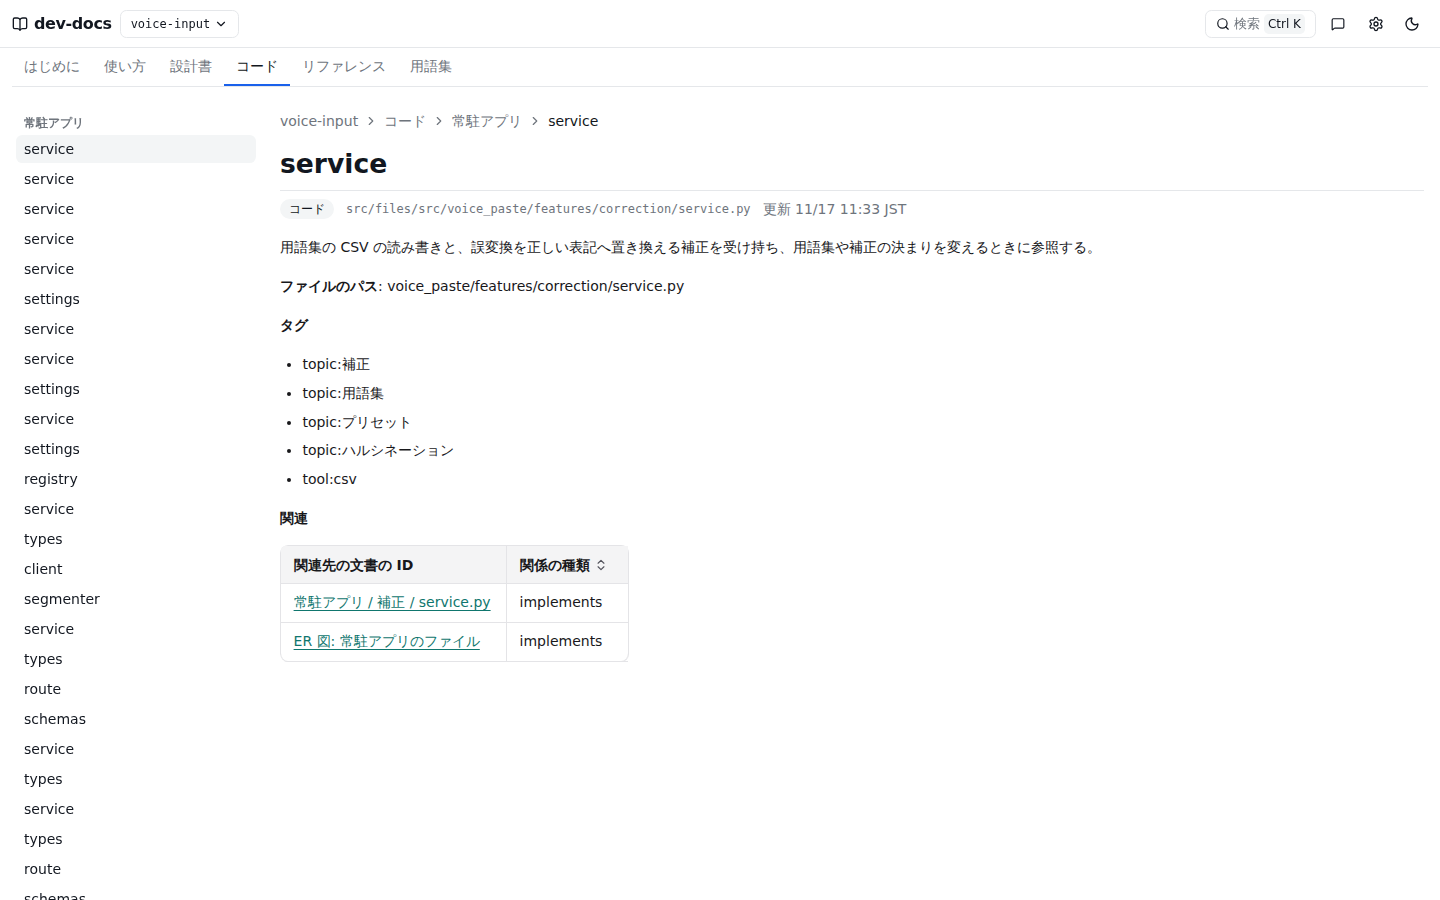 dev-docs
voice-input
検索 Ctrl K
はじめに 使い方 設計書 コード リファレンス 用語集
常駐アプリ
service
service
service
service
service
settings
service
service
settings
service
settings
registry
service
types
client
segmenter
service
types
route
schemas
service
types
service
types
route
schemas
voice-input > コード > 常駐アプリ > service
service
コード src/files/src/voice_paste/features/correction/service.py 更新 11/17 11:33 JST
用語集の CSV の読み書きと、誤変換を正しい表記へ置き換える補正を受け持ち、用語集や補正の決まりを変えるときに参照する。
ファイルのパス: voice_paste/features/correction/service.py
タグ
• topic:補正
• topic:用語集
• topic:プリセット
• topic:ハルシネーション
• tool:csv
関連
関連先の文書の ID 関係の種類
常駐アプリ / 補正 / service.py implements
ER 図: 常駐アプリのファイル implements